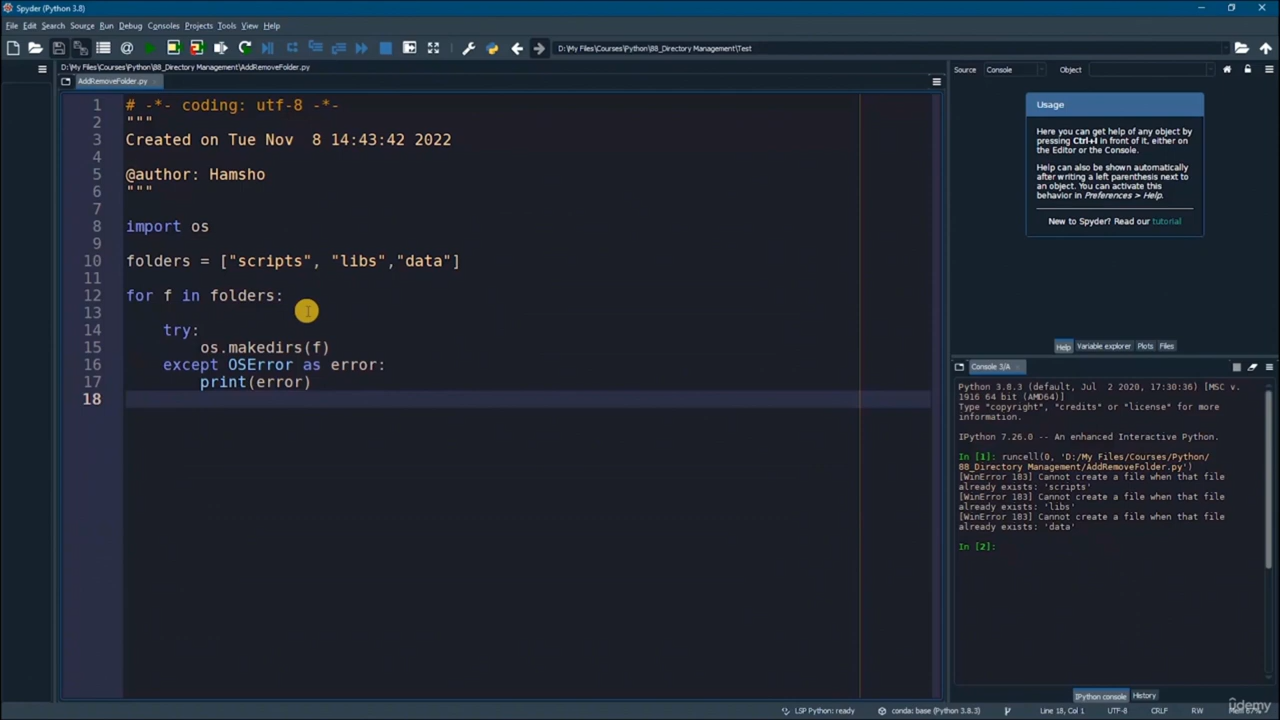 Spyder (Python 3.8)
File Edit Search Source Run Debug Consoles Projects Tools View Help
D:\My Files\Courses\Python\88_Directory Management\Test
D:\My Files\Courses\Python\88_Directory Management\AddRemoveFolder.py
AddRemoveFolder.py
1 # -*- coding: utf-8 -*-
2 """
3 Created on Tue Nov  8 14:43:42 2022
4
5 @author: Hamsho
6 """
7
8 import os
9
10 folders = ["scripts", "libs","data"]
11
12 for f in folders:
13
14     try:
15         os.makedirs(f)
16     except OSError as error:
17         print(error)
18
Source Console Object
Usage
Here you can get help of any object by
pressing Ctrl+I in front of it, either on
the Editor or the Console.
Help can also be shown automatically
after writing a left parenthesis next to
an object. You can activate this
behavior in Preferences > Help.
New to Spyder? Read our tutorial
Help Variable explorer Plots Files
Console 3/A
Python 3.8.3 (default, Jul  2 2020, 17:30:36) [MSC v.
1916 64 bit (AMD64)]
Type "copyright", "credits" or "license" for more
information.
IPython 7.26.0 -- An enhanced Interactive Python.
In [1]: runcell(0, 'D:/My Files/Courses/Python/
88_Directory Management/AddRemoveFolder.py')
[WinError 183] Cannot create a file when that file
already exists: 'scripts'
[WinError 183] Cannot create a file when that file
already exists: 'libs'
[WinError 183] Cannot create a file when that file
already exists: 'data'
In [2]:
IPython console History
LSP Python: ready conda: base (Python 3.8.3) Line 18, Col 1 UTF-8 CRLF RW
ûdemy